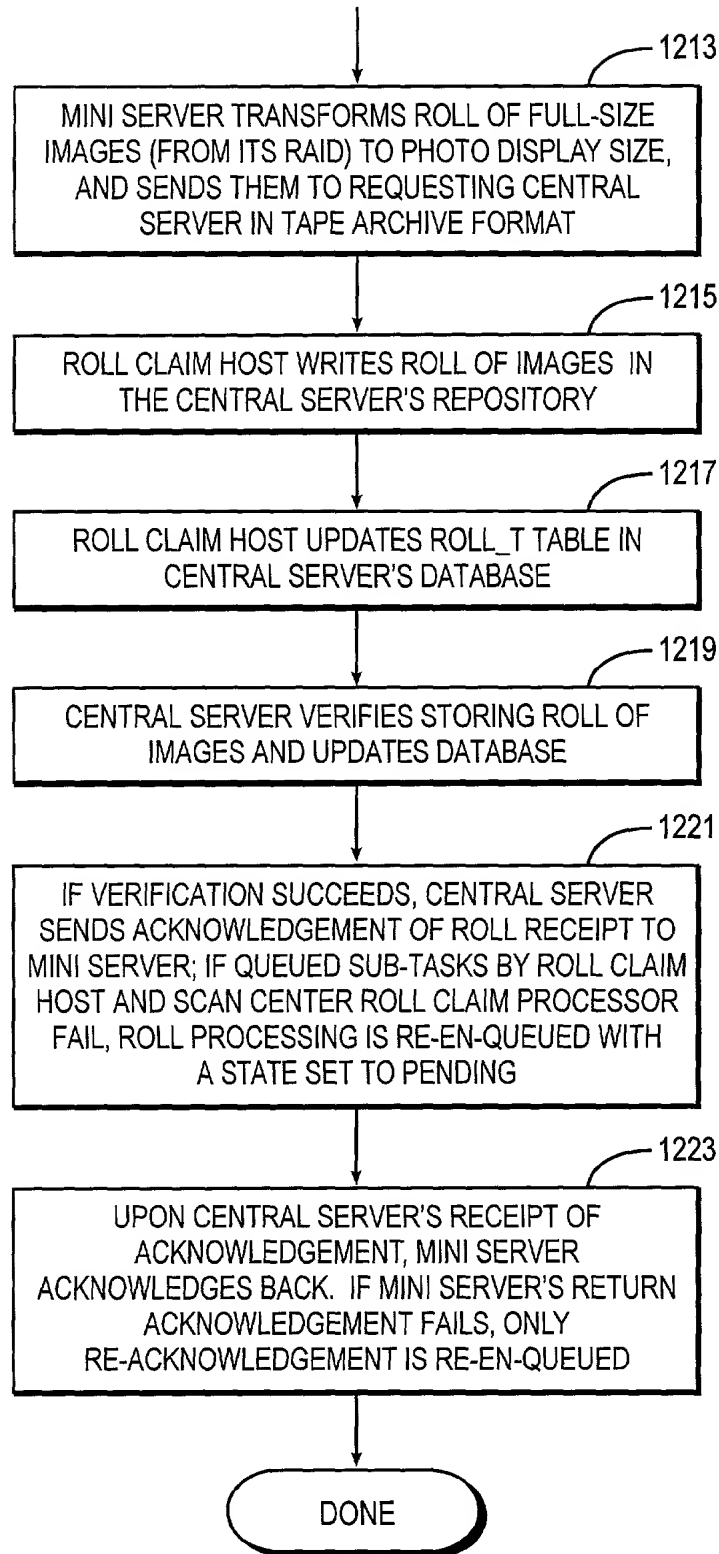 1213
MINI SERVER TRANSFORMS ROLL OF FULL-SIZE
IMAGES (FROM ITS RAID) TO PHOTO DISPLAY SIZE,
AND SENDS THEM TO REQUESTING CENTRAL
SERVER IN TAPE ARCHIVE FORMAT
1215
ROLL CLAIM HOST WRITES ROLL OF IMAGES IN
THE CENTRAL SERVER'S REPOSITORY
1217
ROLL CLAIM HOST UPDATES ROLL_T TABLE IN
CENTRAL SERVER'S DATABASE
1219
CENTRAL SERVER VERIFIES STORING ROLL OF
IMAGES AND UPDATES DATABASE
1221
IF VERIFICATION SUCCEEDS, CENTRAL SERVER
SENDS ACKNOWLEDGEMENT OF ROLL RECEIPT TO
MINI SERVER; IF QUEUED SUB-TASKS BY ROLL CLAIM
HOST AND SCAN CENTER ROLL CLAIM PROCESSOR
FAIL, ROLL PROCESSING IS RE-EN-QUEUED WITH
A STATE SET TO PENDING
1223
UPON CENTRAL SERVER'S RECEIPT OF
ACKNOWLEDGEMENT, MINI SERVER
ACKNOWLEDGES BACK. IF MINI SERVER'S RETURN
ACKNOWLEDGEMENT FAILS, ONLY
RE-ACKNOWLEDGEMENT IS RE-EN-QUEUED
DONE